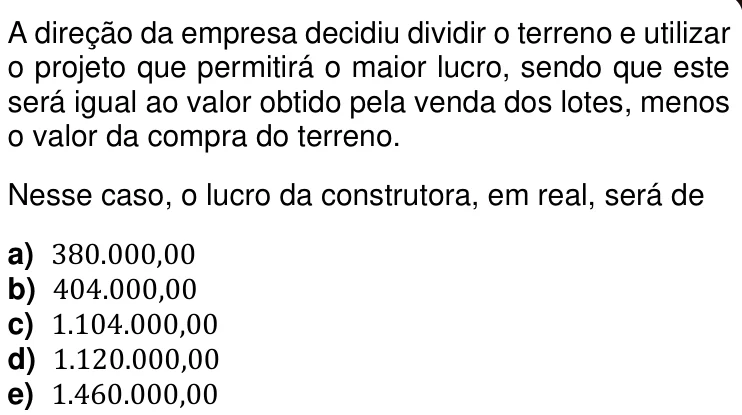 A direção da empresa decidiu dividir o terreno e utilizar
o projeto que permitirá o maior lucro, sendo que este
será igual ao valor obtido pela venda dos lotes, menos
o valor da compra do terreno.
Nesse caso, o lucro da construtora, em real, será de
a) 380.000,00
b) 404.000,00
c) 1.104.000,00
d) 1.120.000,00
e) 1.460.000,00